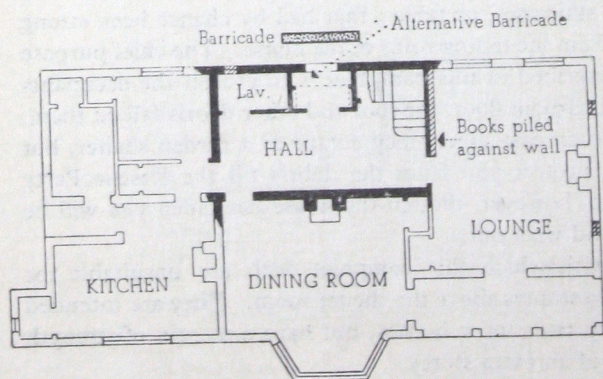 Alternative Barricade
Barricade
Lav.
HALL
Books piled
against wall
LOUNGE
KITCHEN
DINING ROOM